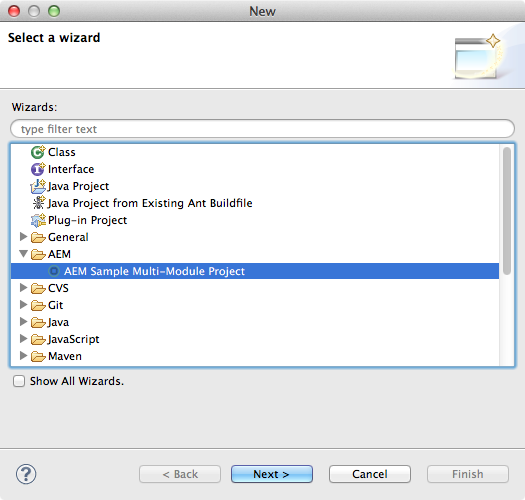 New
Select a wizard
Wizards:
type filter text
Class
Interface
Java Project
Java Project from Existing Ant Buildfile
Plug-in Project
General
AEM
AEM Sample Multi-Module Project
CVS
Git
Java
JavaScript
Maven
Show All Wizards.
? < Back Next > Cancel Finish